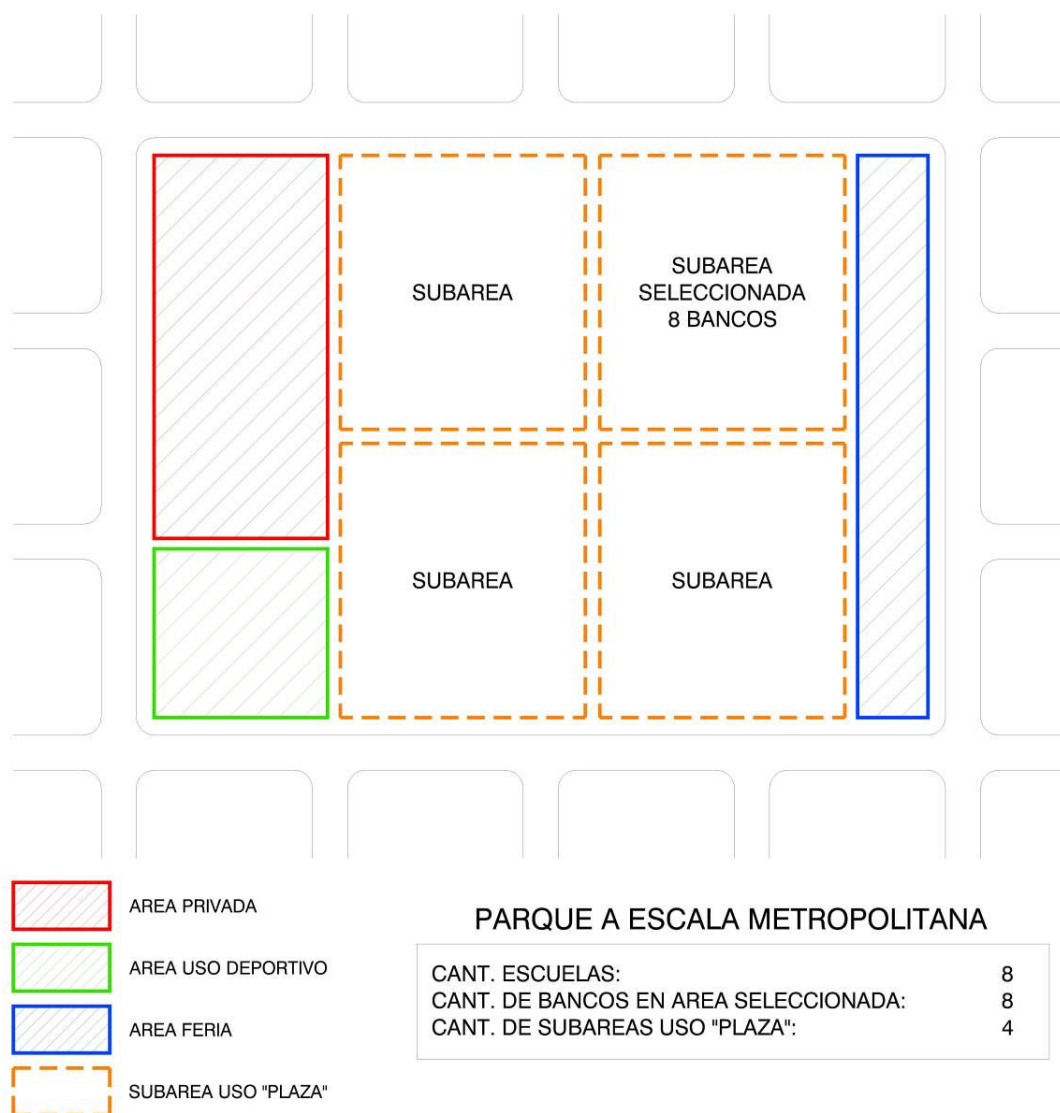 SUBAREA
SUBAREA
SELECCIONADA
8 BANCOS
SUBAREA
SUBAREA
AREA PRIVADA
AREA USO DEPORTIVO
AREA FERIA
SUBAREA USO "PLAZA"
PARQUE A ESCALA METROPOLITANA
CANT. ESCUELAS: 8
CANT. DE BANCOS EN AREA SELECCIONADA: 8
CANT. DE SUBAREAS USO "PLAZA": 4